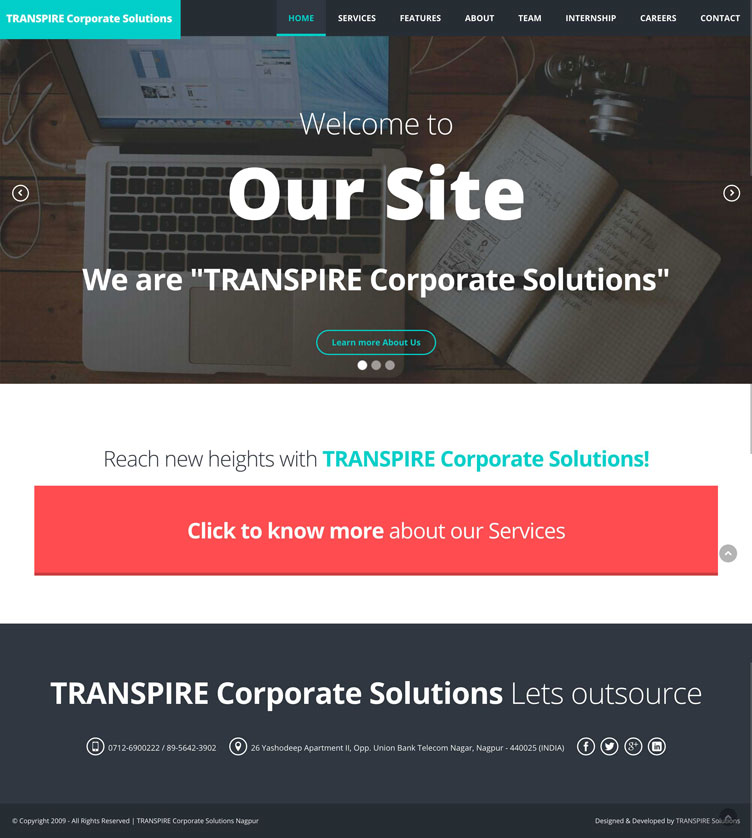 TRANSPIRE Corporate Solutions
HOME SERVICES FEATURES ABOUT TEAM INTERNSHIP CAREERS CONTACT
Welcome to
Our Site
We are "TRANSPIRE Corporate Solutions"
Learn more About Us
Reach new heights with TRANSPIRE Corporate Solutions!
Click to know more about our Services
TRANSPIRE Corporate Solutions Lets outsource
0712-6900222 / 89-5642-3902 26 Yashodeep Apartment II, Opp. Union Bank Telecom Nagar, Nagpur - 440025 (INDIA)
© Copyright 2009 - All Rights Reserved | TRANSPIRE Corporate Solutions Nagpur Designed & Developed by TRANSPIRE Solutions